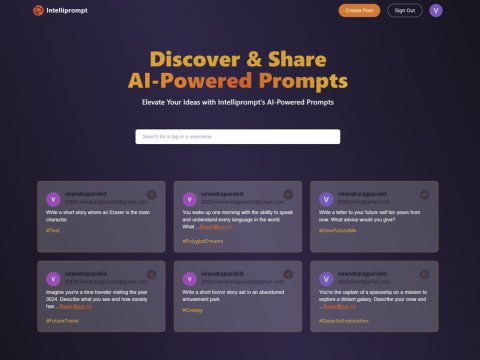 Intelliprompt
Create Post
Sign Out
V
Discover & Share
AI-Powered Prompts
Elevate Your Ideas with Intelliprompt's AI-Powered Prompts
Search for a tag or a username
V
virendrapurohit
2000virendrapurohit@gmail.com
Write a short story where an Eraser is the main
character.
#Test
V
virendrapurohit
2000virendrapurohit@gmail.com
You wake up one morning with the ability to speak
and understand every language in the world.
What ...Read More >>
#PolyglotDreams
V
virendrapurohit
@gmail.com
Write a letter to your future self ten years from
now. What advice would you give?
#DearFutureMe
V
virendrapurohit
2000virendrapurohit@gmail.com
Imagine you're a time traveler visiting the year
3024. Describe what you see and how society
has ...Read More >>
#FutureTravel
V
virendrapurohit
2000virendrapurohit@gmail.com
Write a short horror story set in an abandoned
amusement park.
#Creepy
V
virendrapurohit
@gmail.com
You're the captain of a spaceship on a mission to
explore a distant galaxy. Describe your crew and
...Read More >>
#GalacticExploration